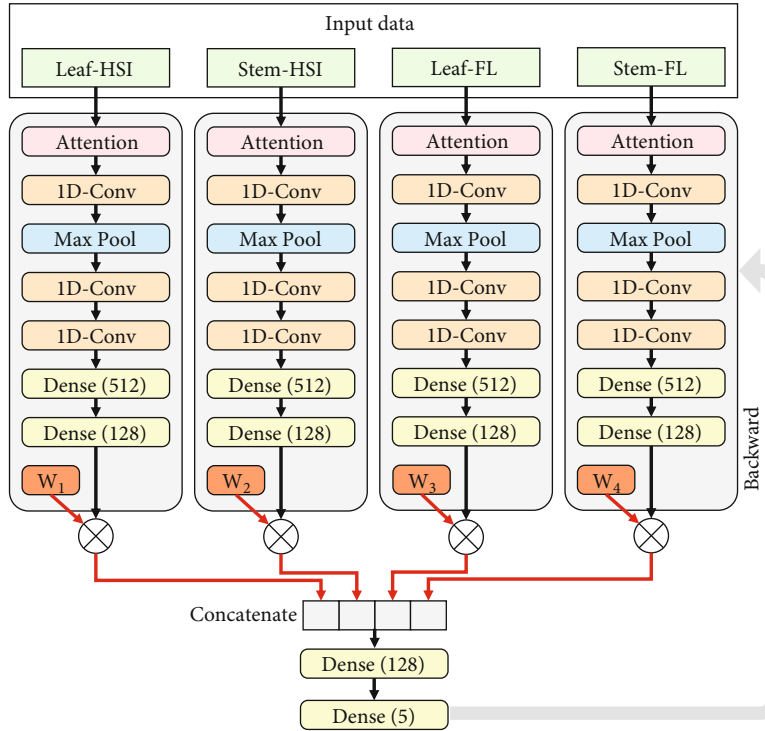 Input data
Leaf-HSI Stem-HSI Leaf-FL Stem-FL
Attention Attention Attention Attention
1D-Conv 1D-Conv 1D-Conv 1D-Conv
Max Pool Max Pool Max Pool Max Pool
1D-Conv 1D-Conv 1D-Conv 1D-Conv
1D-Conv 1D-Conv 1D-Conv 1D-Conv
Dense (512) Dense (512) Dense (512) Dense (512)
Dense (128) Dense (128) Dense (128) Dense (128)
Backward
W₁ W₂ W₃ W₄
Concatenate
Dense (128)
Dense (5)